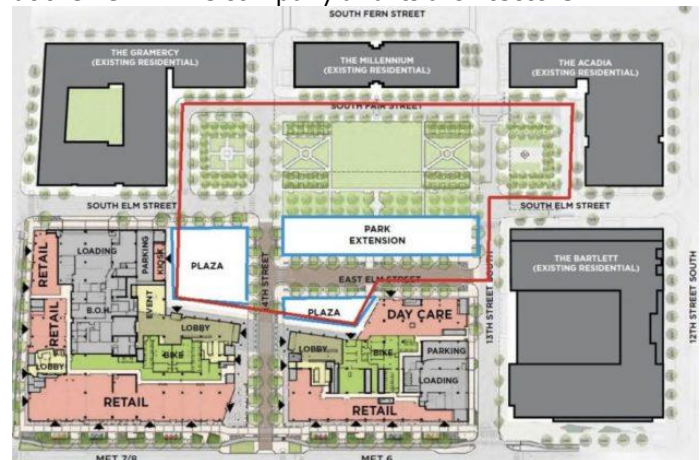 SOUTH FERN STREET
THE GRAMERCY
(EXISTING RESIDENTIAL)
THE MILLENNIUM
(EXISTING RESIDENTIAL)
THE ACADIA
(EXISTING RESIDENTIAL)
SOUTH FAIR STREET
SOUTH ELM STREET
SOUTH ELM STREET
PARK
EXTENSION
PLAZA
EAST ELM STREET
PLAZA
14TH STREET
13TH STREET SOUTH
12TH STREET SOUTH
THE BARTLETT
(EXISTING RESIDENTIAL)
RETAIL
LOADING
PARKING
KIOSK
RETAIL
B.O.H.
EVENT
LOBBY
LOBBY
BIKE
RETAIL
DAY CARE
LOBBY
BIKE
PARKING
LOADING
RETAIL
MET 7/8
MET 6